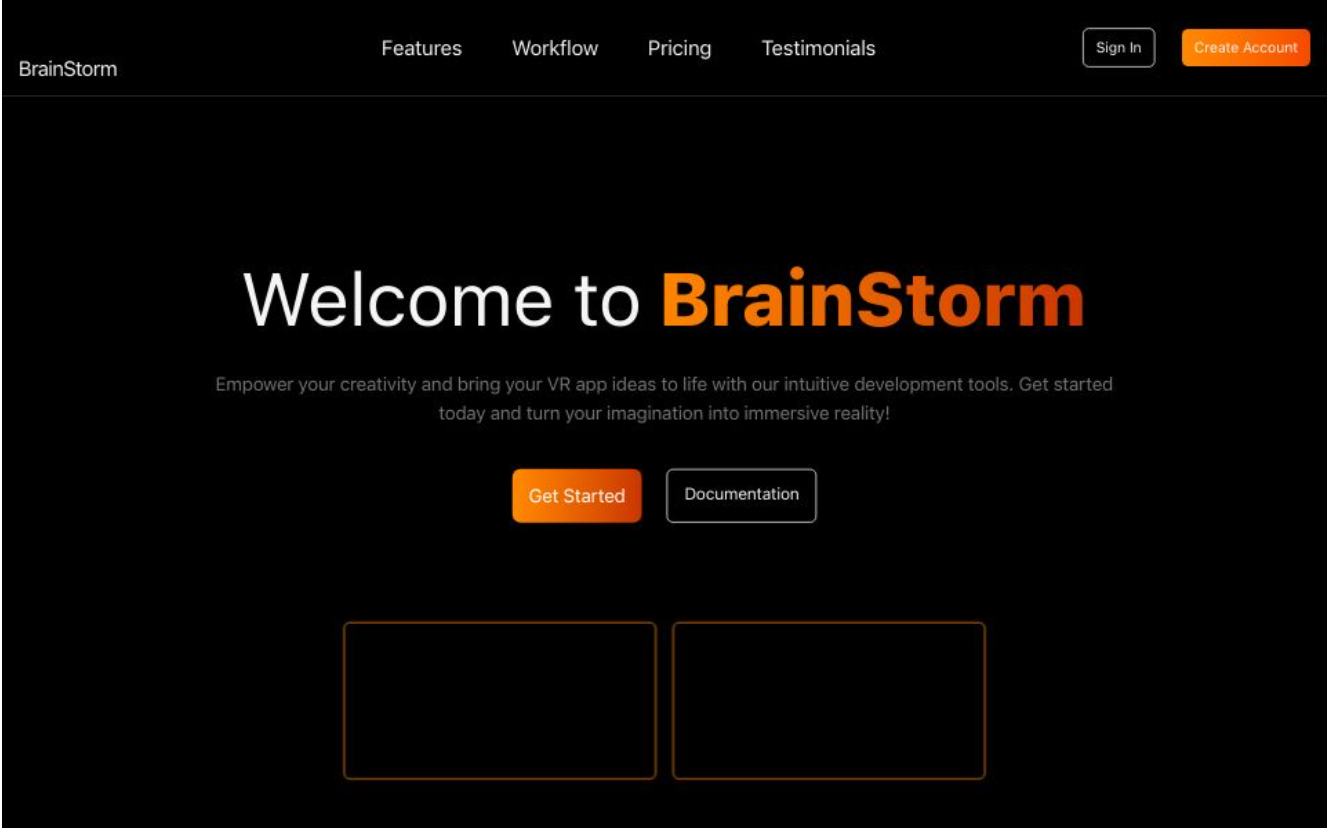 BrainStorm
Features
Workflow
Pricing
Testimonials
Sign In
Create Account
Welcome to BrainStorm
Empower your creativity and bring your VR app ideas to life with our intuitive development tools. Get started
today and turn your imagination into immersive reality!
Get Started
Documentation